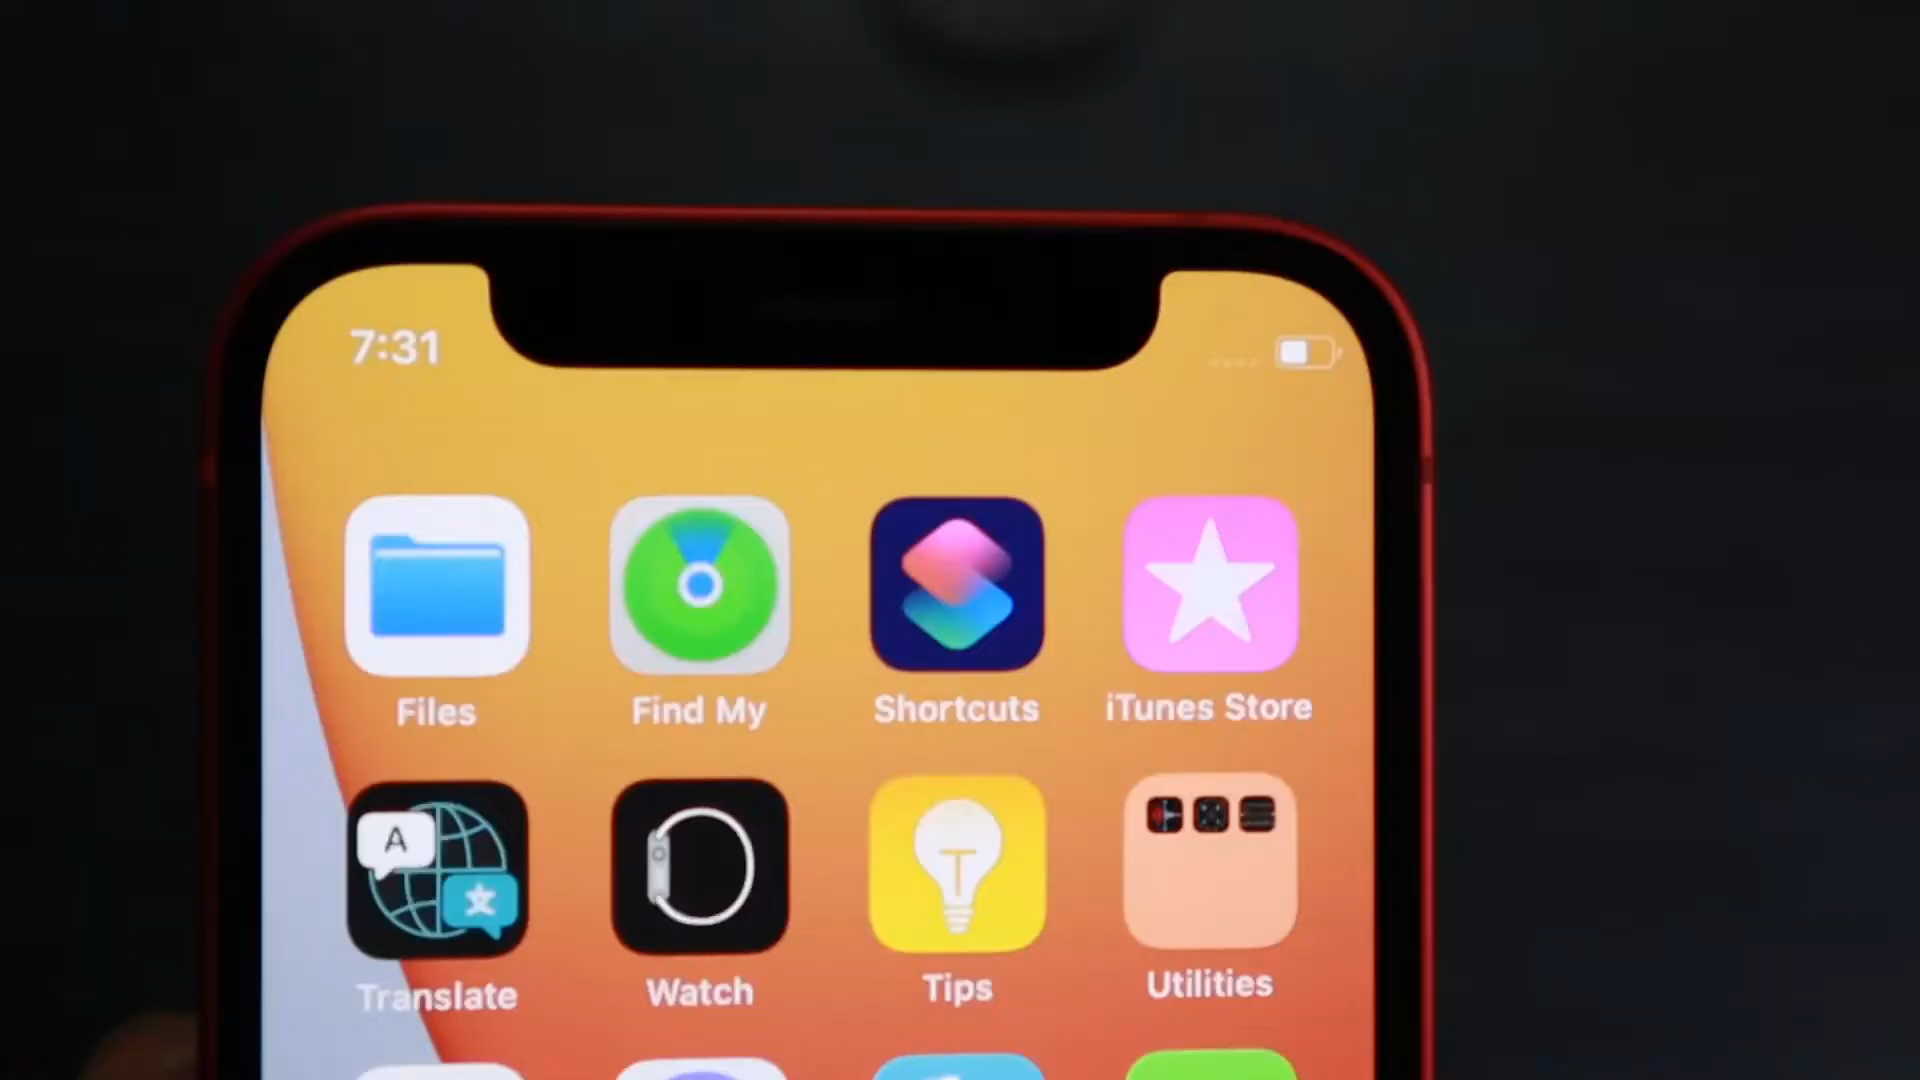 7:31
Files
Find My
Shortcuts
iTunes Store
A
Translate
Watch
Tips
Utilities